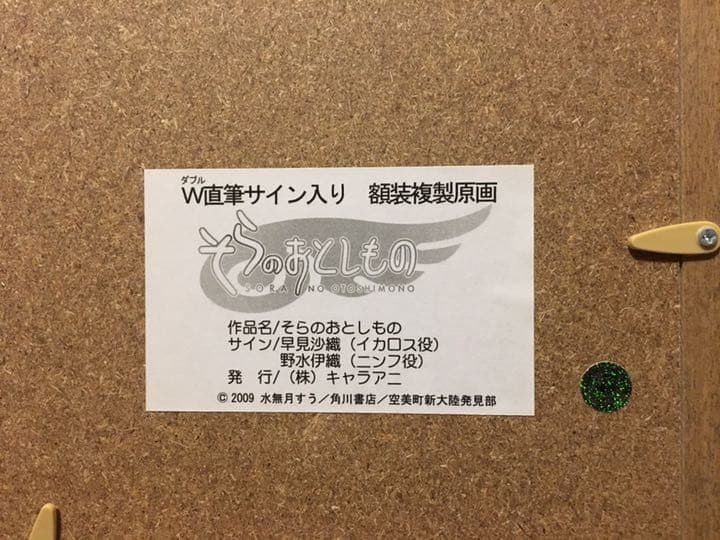 ダブル
W直筆サイン入り 額装複製原画
そらのおとしもの
SORA NO OTOSHIMONO
作品名/そらのおとしもの
サイン/早見沙織（イカロス役）
野水伊織（ニンフ役）
発 行/（株）キャラアニ
© 2009 水無月すう／角川書店／空美町新大陸発見部